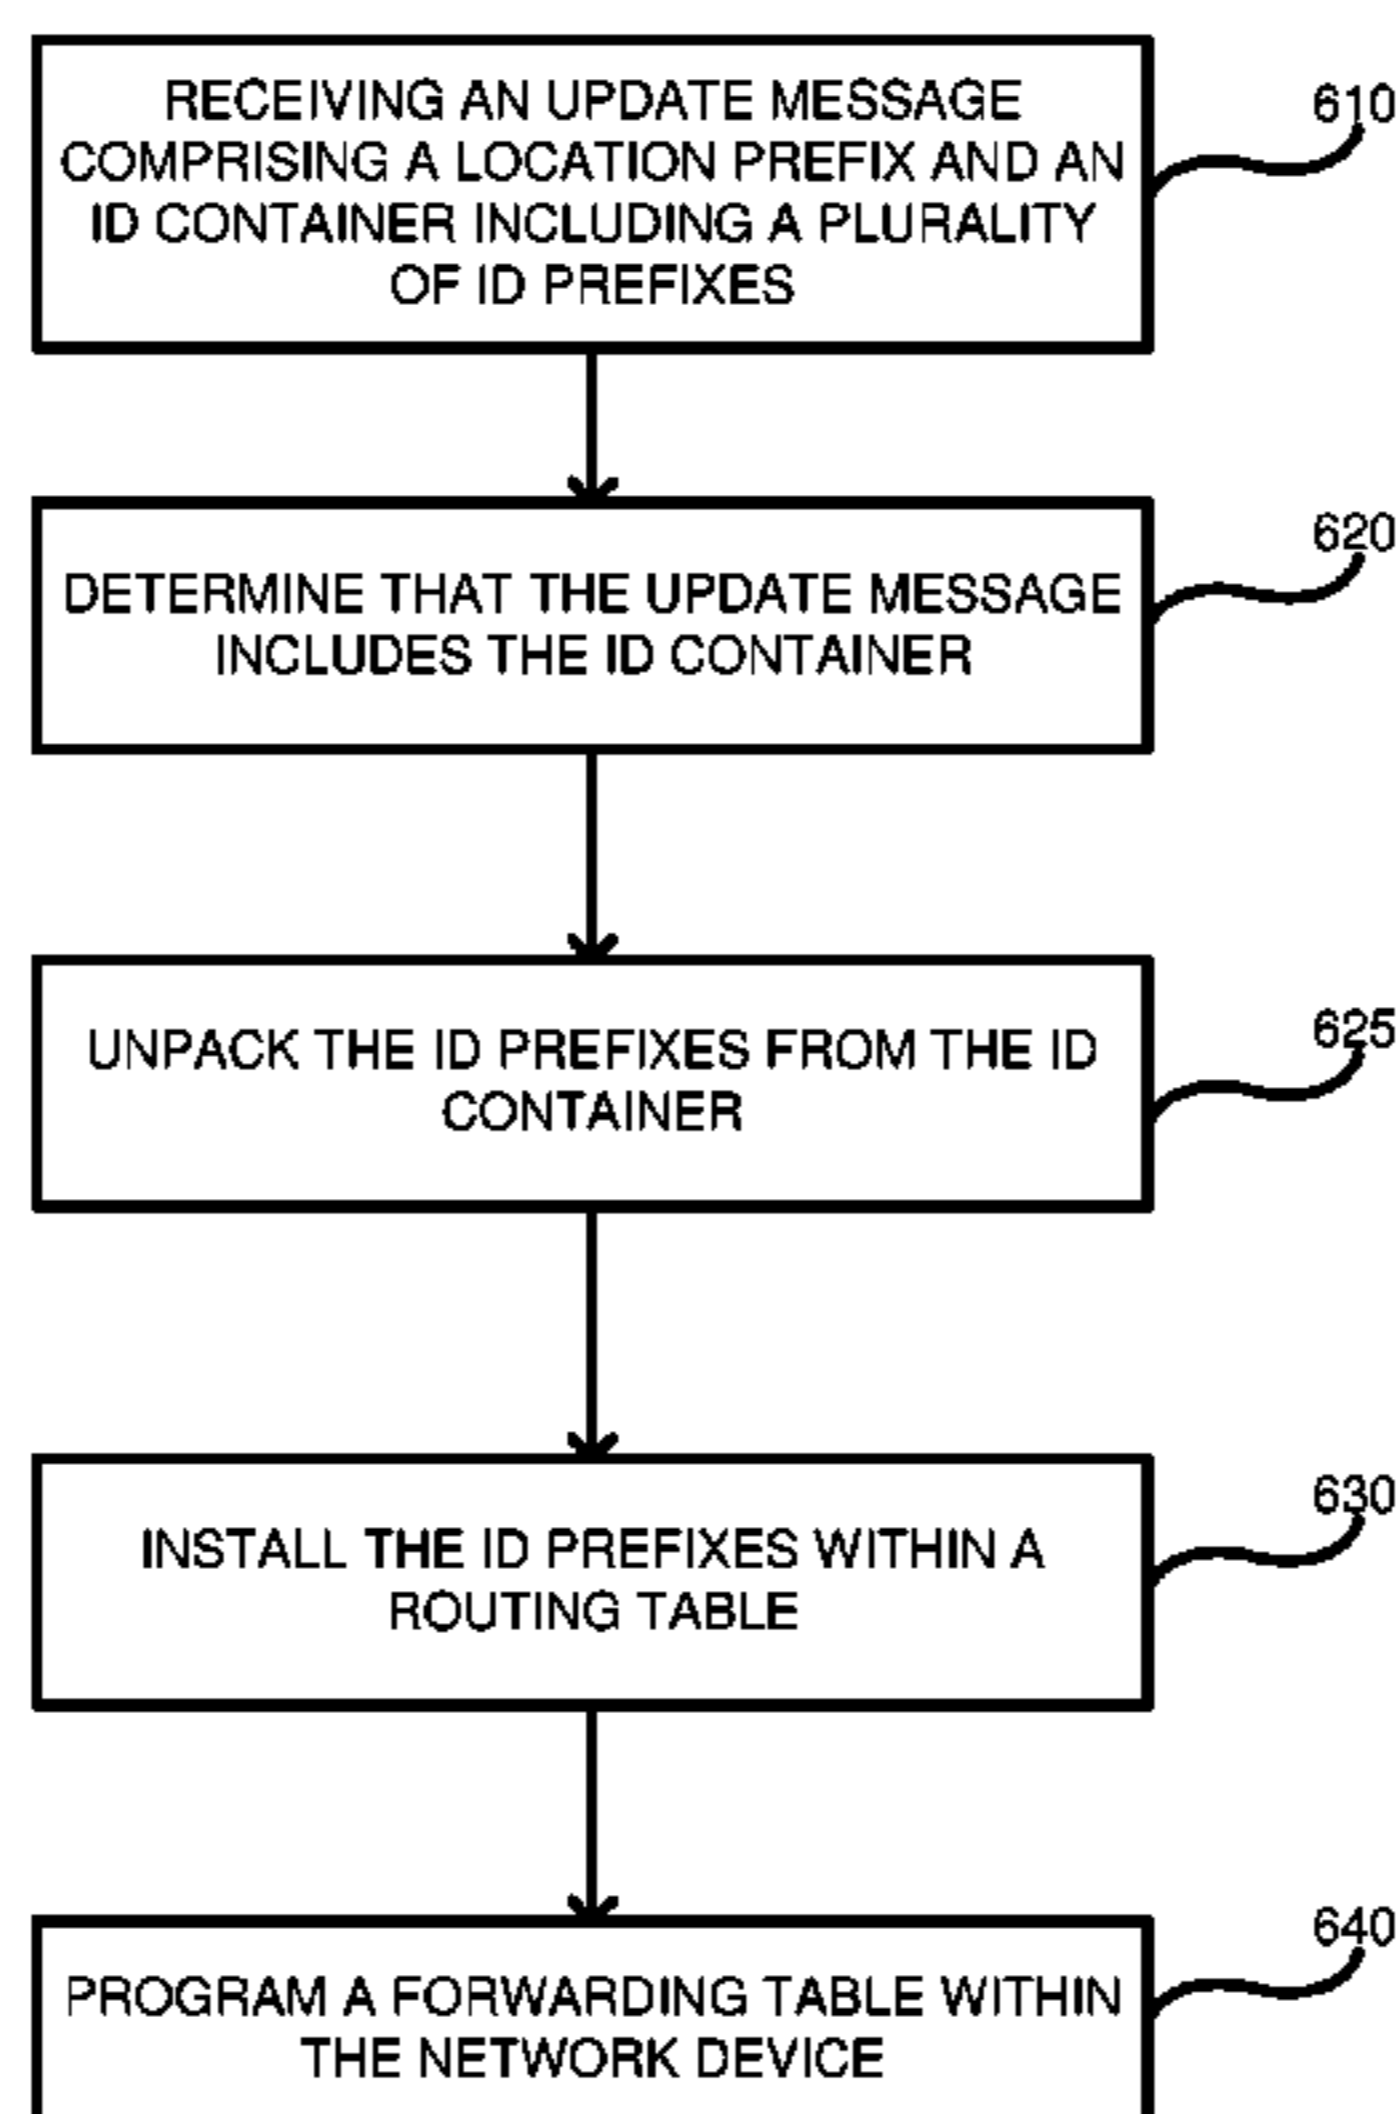 RECEIVING AN UPDATE MESSAGE
COMPRISING A LOCATION PREFIX AND AN
ID CONTAINER INCLUDING A PLURALITY
OF ID PREFIXES
610
DETERMINE THAT THE UPDATE MESSAGE
INCLUDES THE ID CONTAINER
620
UNPACK THE ID PREFIXES FROM THE ID
CONTAINER
625
INSTALL THE ID PREFIXES WITHIN A
ROUTING TABLE
630
PROGRAM A FORWARDING TABLE WITHIN
THE NETWORK DEVICE
640